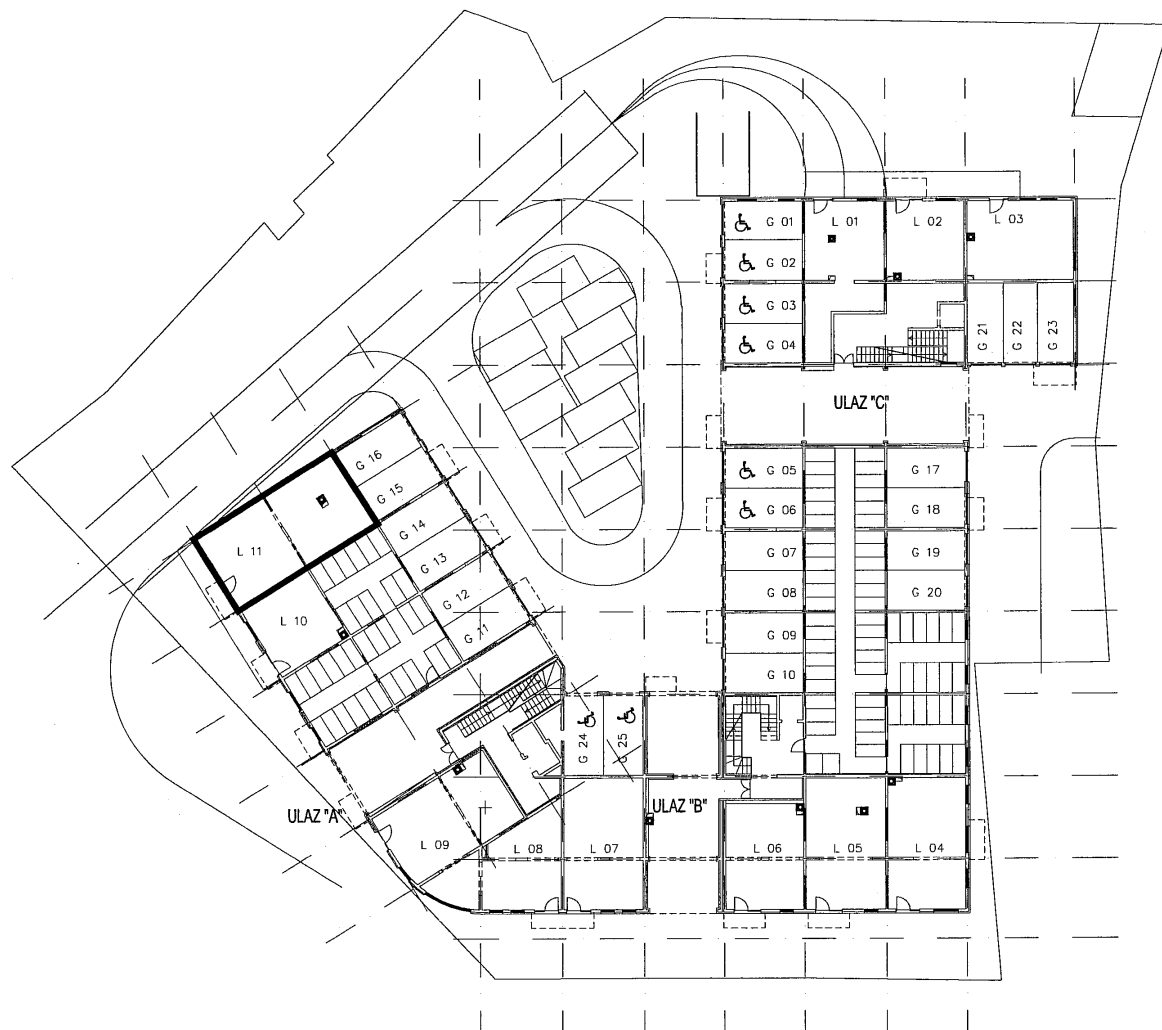 G 01
L 01
L 02
L 03
G 02
G 03
G 04
G 21
G 22
G 23
ULAZ "C"
G 16
G 15
G 14
G 13
G 12
G 11
L 11
L 10
G 05
G 17
G 06
G 18
G 07
G 19
G 08
G 20
G 09
G 10
G 24
G 25
ULAZ "A"
ULAZ "B"
L 09
L 08
L 07
L 06
L 05
L 04